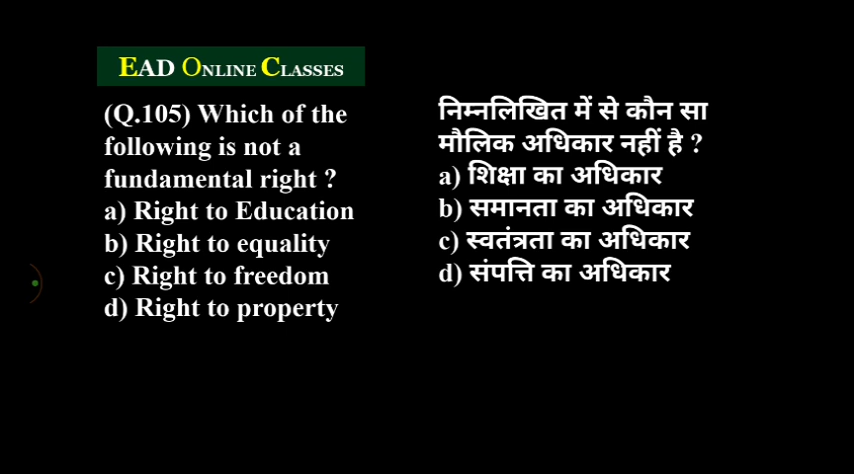 EAD ONLINE CLASSES
(Q.105) Which of the
following is not a
fundamental right ?
a) Right to Education
b) Right to equality
c) Right to freedom
d) Right to property
निम्नलिखित में से कौन सा
मौलिक अधिकार नहीं है ?
a) शिक्षा का अधिकार
b) समानता का अधिकार
c) स्वतंत्रता का अधिकार
d) संपत्ति का अधिकार